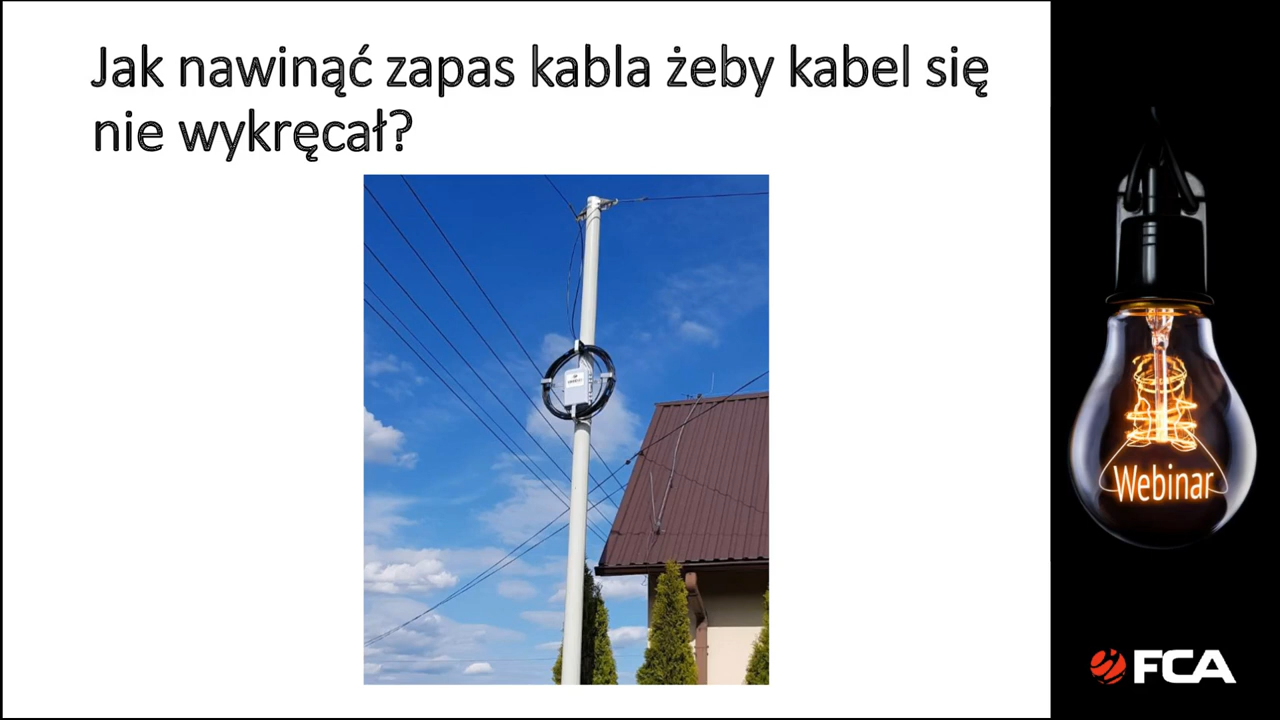 Jak nawinąć zapas kabla żeby kabel się
nie wykręcał?
Webinar
FCA